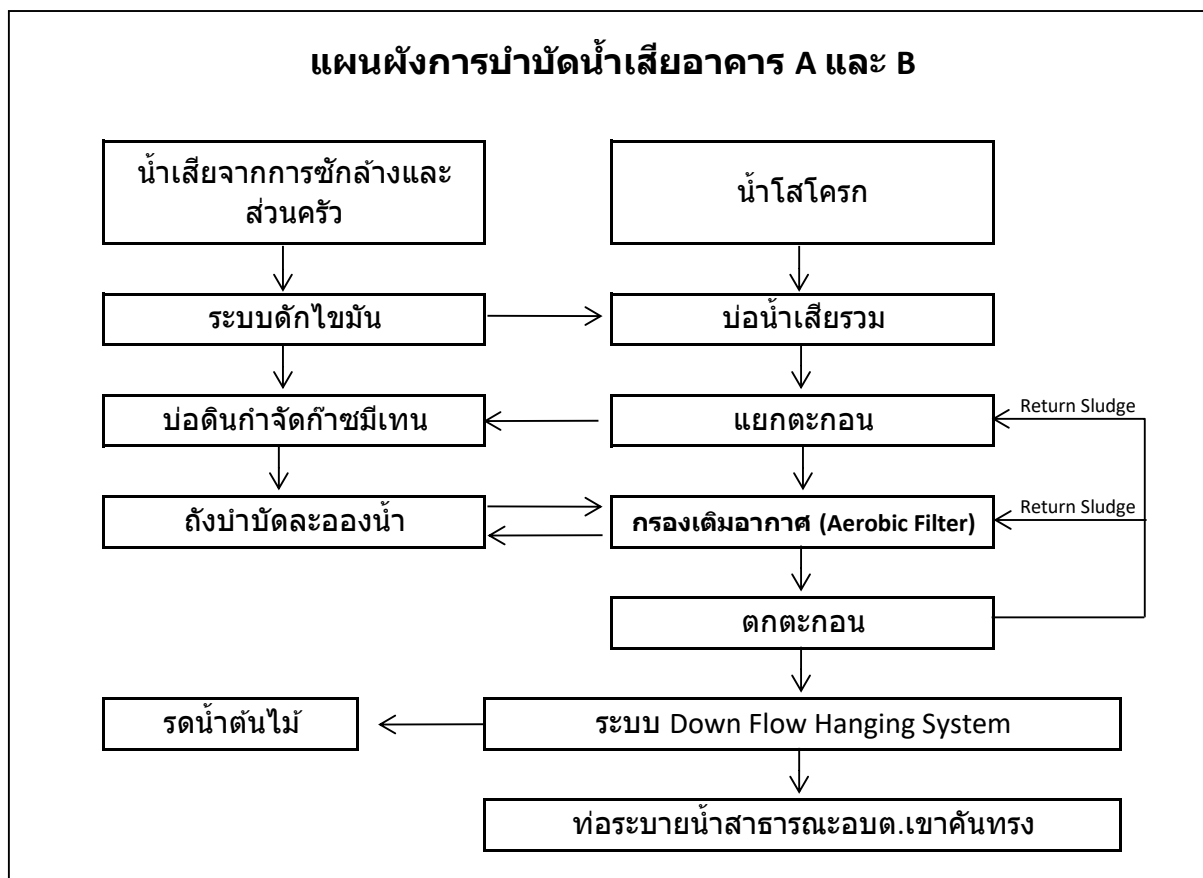 แผนผังการบำบัดน้ำเสียอาคาร A และ B
น้ำเสียจากการซักล้างและ
ส่วนครัว
น้ำโสโครก
ระบบดักไขมัน
บ่อน้ำเสียรวม
บ่อดินกำจัดก๊าซมีเทน
แยกตะกอน
Return Sludge
ถังบำบัดละอองน้ำ
กรองเติมอากาศ (Aerobic Filter)
Return Sludge
ตกตะกอน
รดน้ำต้นไม้
ระบบ Down Flow Hanging System
ท่อระบายน้ำสาธารณะอบต.เขาคันทรง